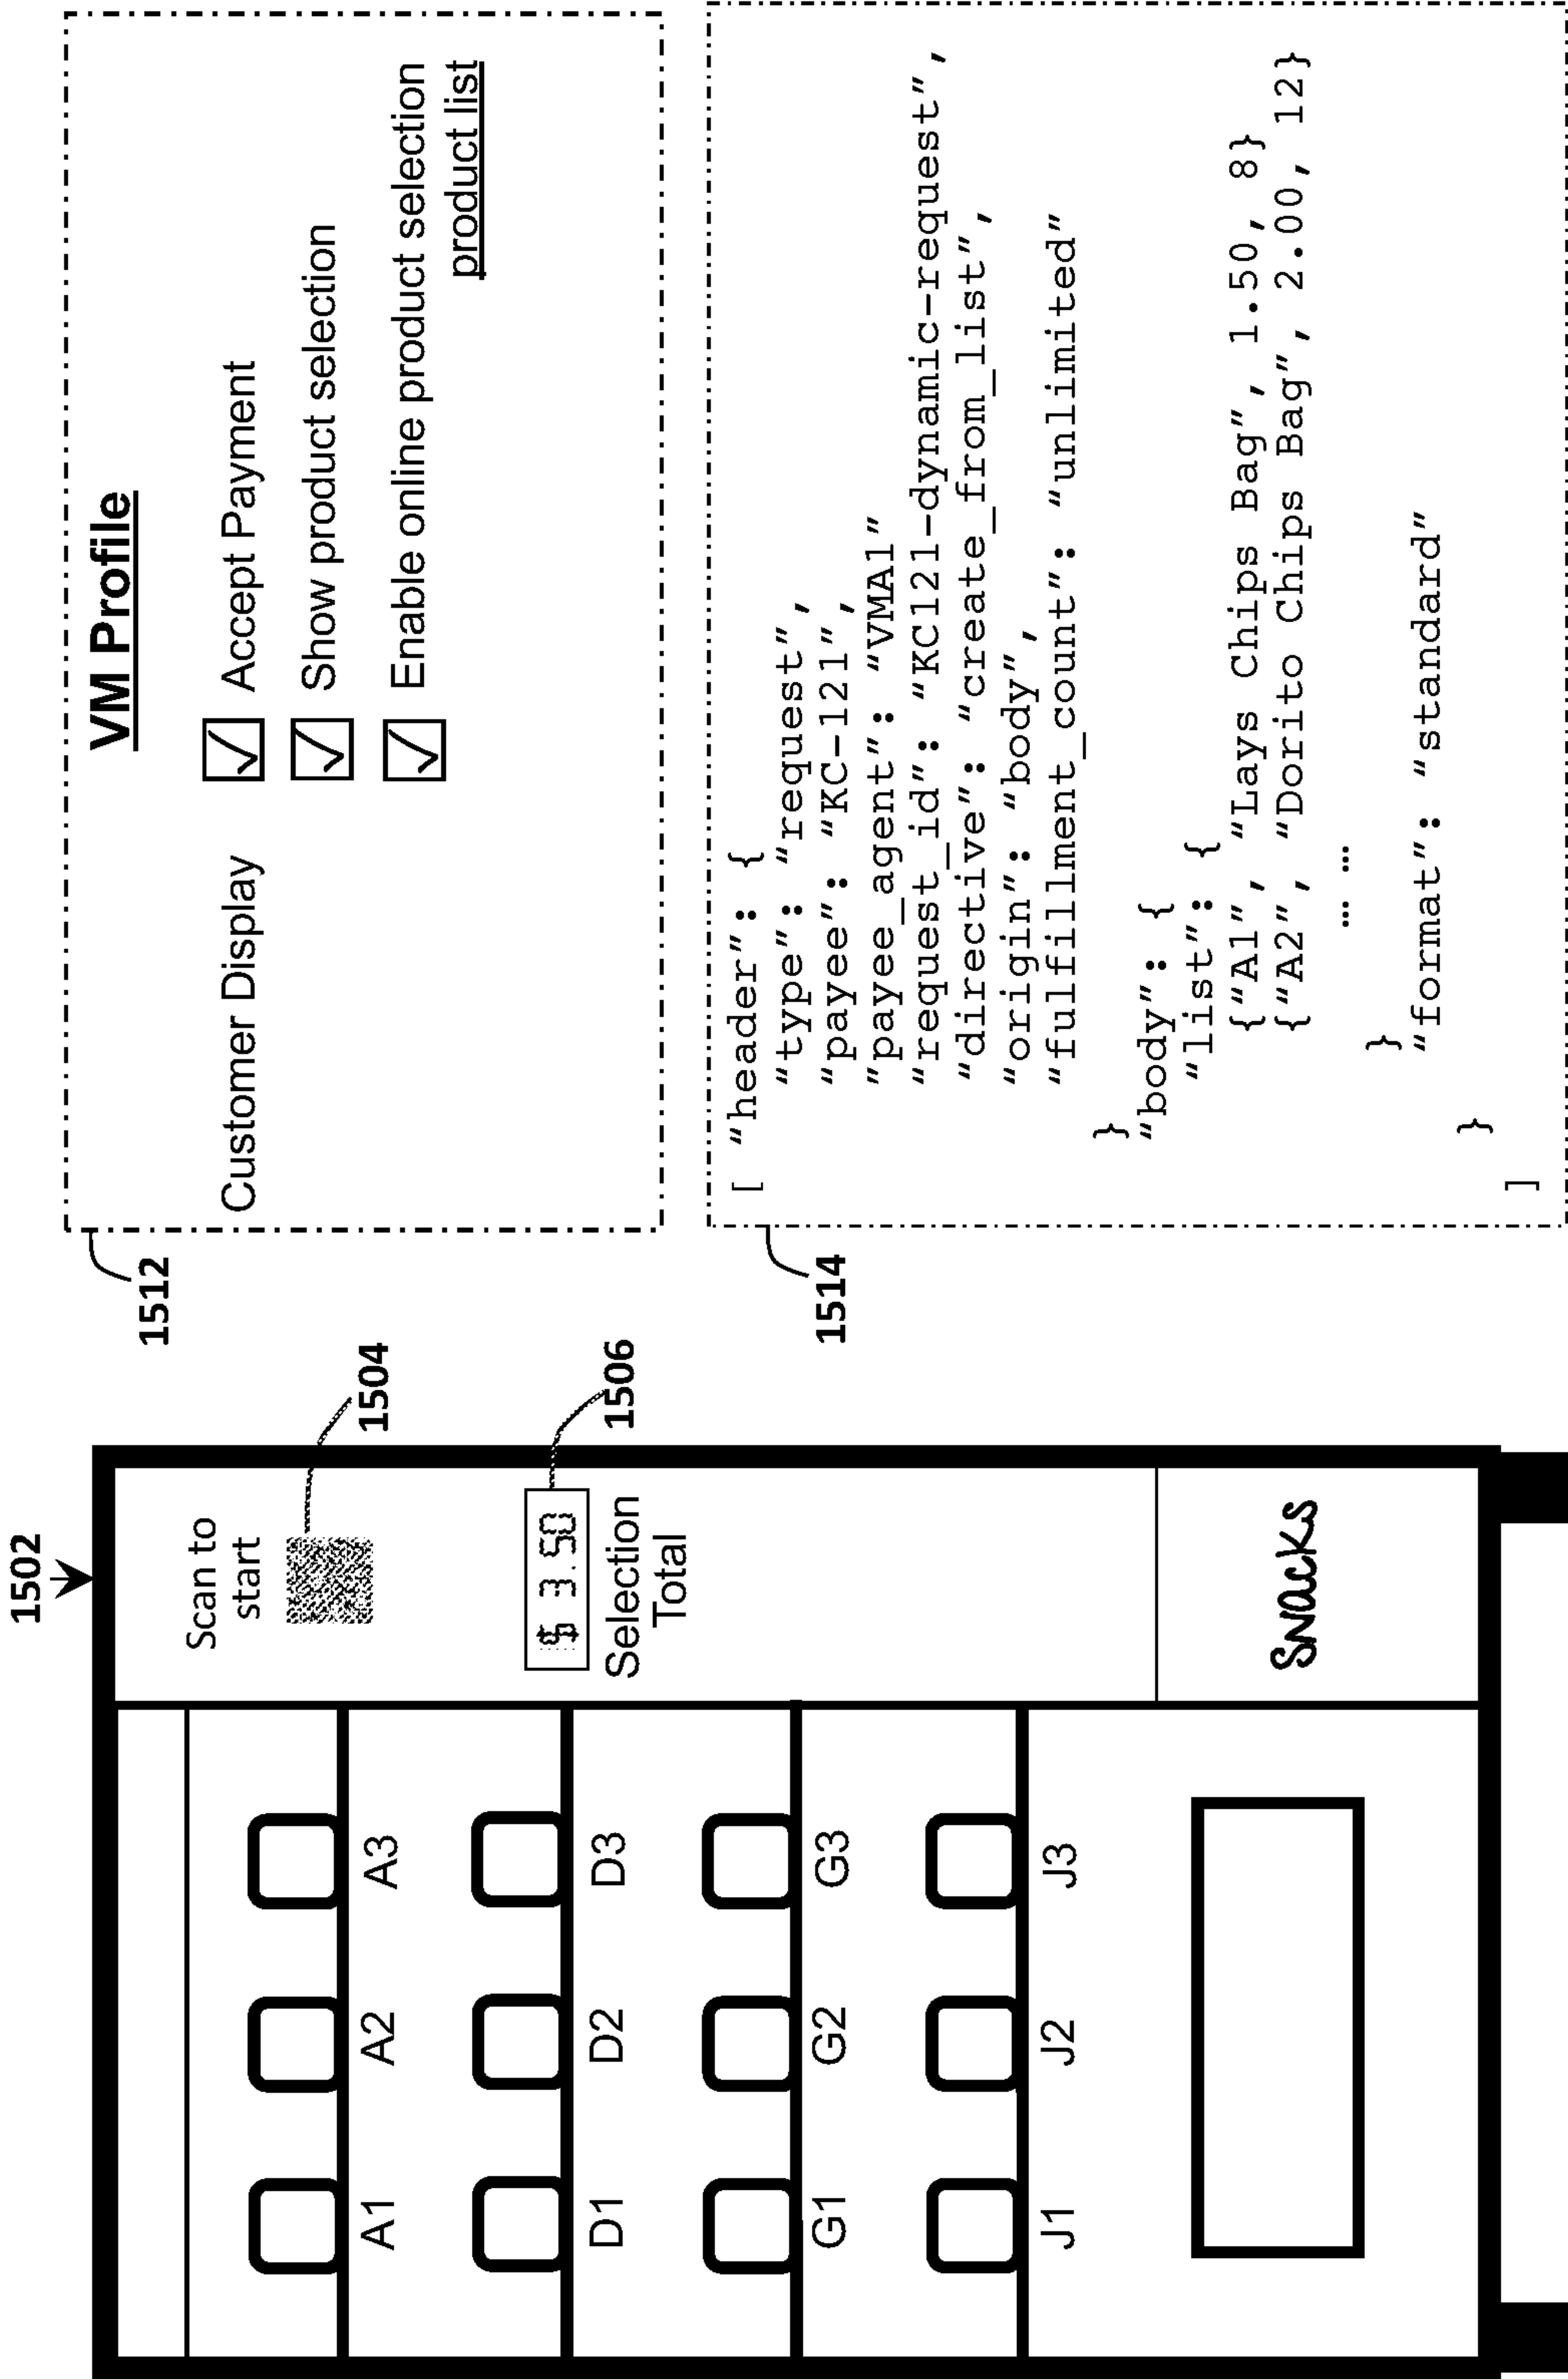 1502
Scan to
start
1504
$ 3.50
1506
Selection
Total
A1 A2 A3
D1 D2 D3
G1 G2 G3
J1 J2 J3
Snacks
1512
VM Profile
Customer Display
Accept Payment
Show product selection
Enable online product selection
product list
1514
[ “header”: {
“type”: “request”,
“payee”: “KC-121”,
“payee_agent”: “VMA1”
“request_id”: “KC121-dynamic-request”,
“directive”: “create_from_list”,
“origin”: “body”,
“fulfillment_count”: “unlimited”
}
“body”: {
“list”: {
{“A1”, “Lays Chips Bag”, 1.50, 8}
{“A2”, “Dorito Chips Bag”, 2.00, 12}
... ...
}
“format”: “standard”
}
]